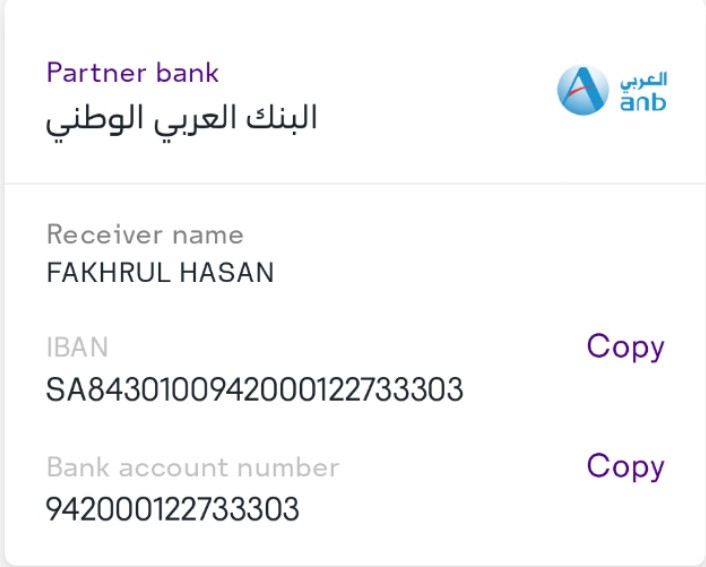 Partner bank
البنك العربي الوطني
العربي
anb
Receiver name
FAKHRUL HASAN
IBAN
Copy
SA8430100942000122733303
Bank account number
Copy
942000122733303